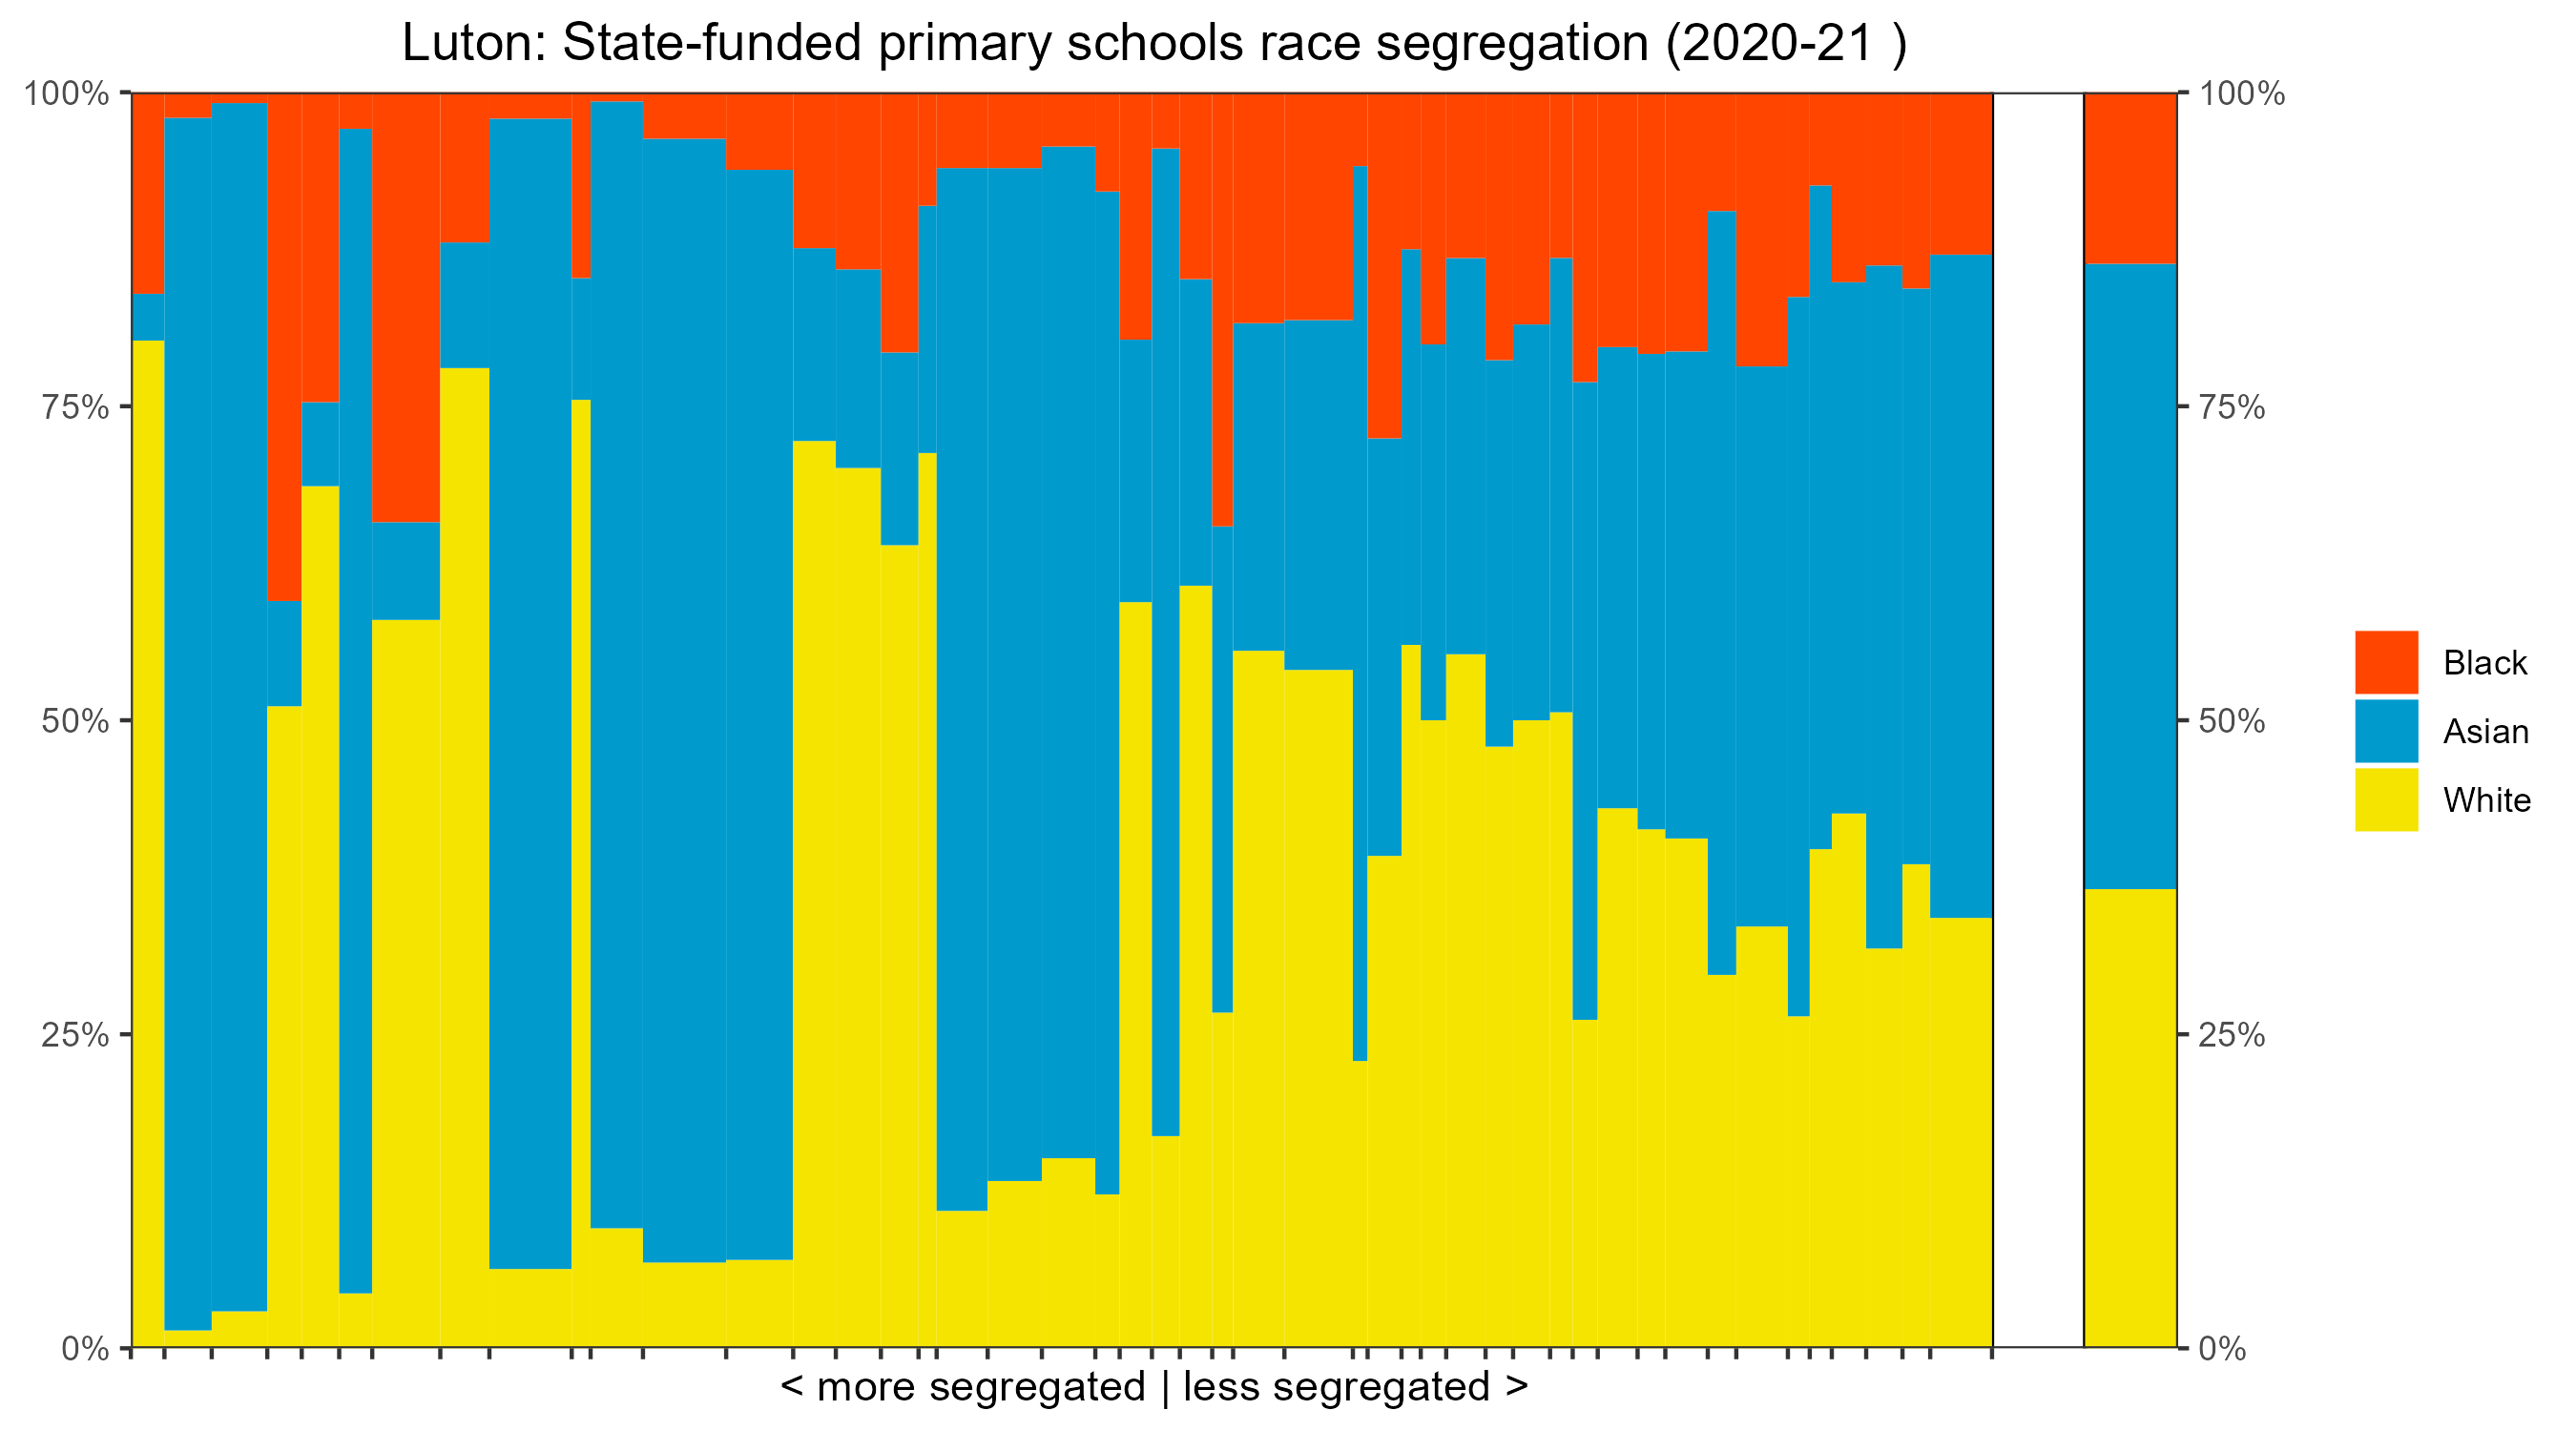 Luton: State-funded primary schools race segregation (2020-21 )
100%
75%
50%
25%
0%
100%
75%
50%
25%
0%
Black
Asian
White
< more segregated | less segregated >